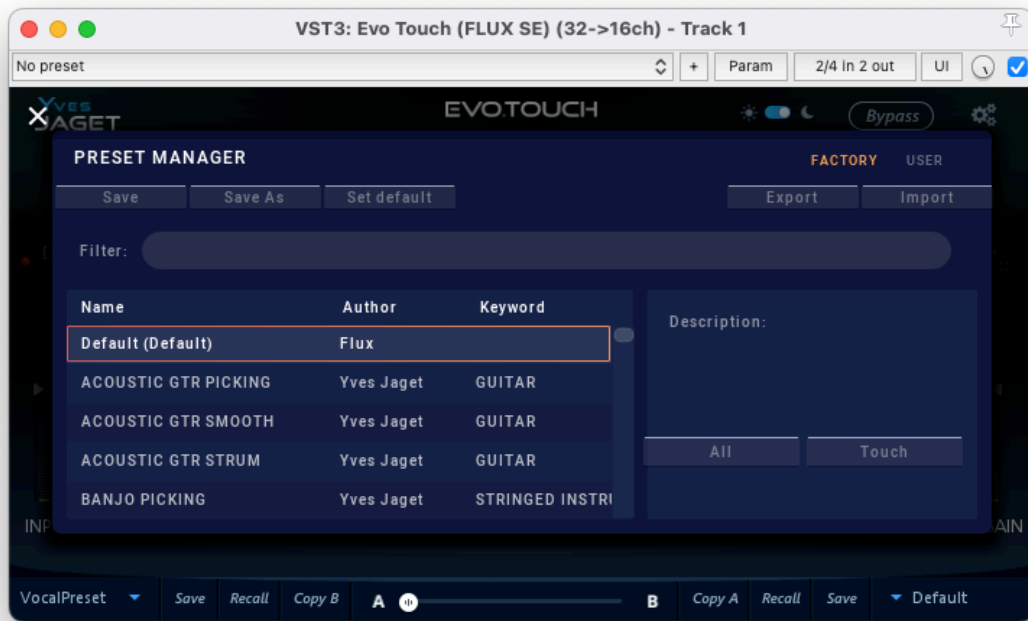 VST3: Evo Touch (FLUX SE) (32->16ch) - Track 1
No preset + Param 2/4 in 2 out UI
YVES JAGET EVO.TOUCH Bypass
PRESET MANAGER FACTORY USER
Save Save As Set default Export Import
Filter:
Name Author Keyword
Description:
Default (Default) Flux
ACOUSTIC GTR PICKING Yves Jaget GUITAR
ACOUSTIC GTR SMOOTH Yves Jaget GUITAR
ACOUSTIC GTR STRUM Yves Jaget GUITAR
All Touch
BANJO PICKING Yves Jaget STRINGED INSTRU
INP AIN
VocalPreset Save Recall Copy B A B Copy A Recall Save Default